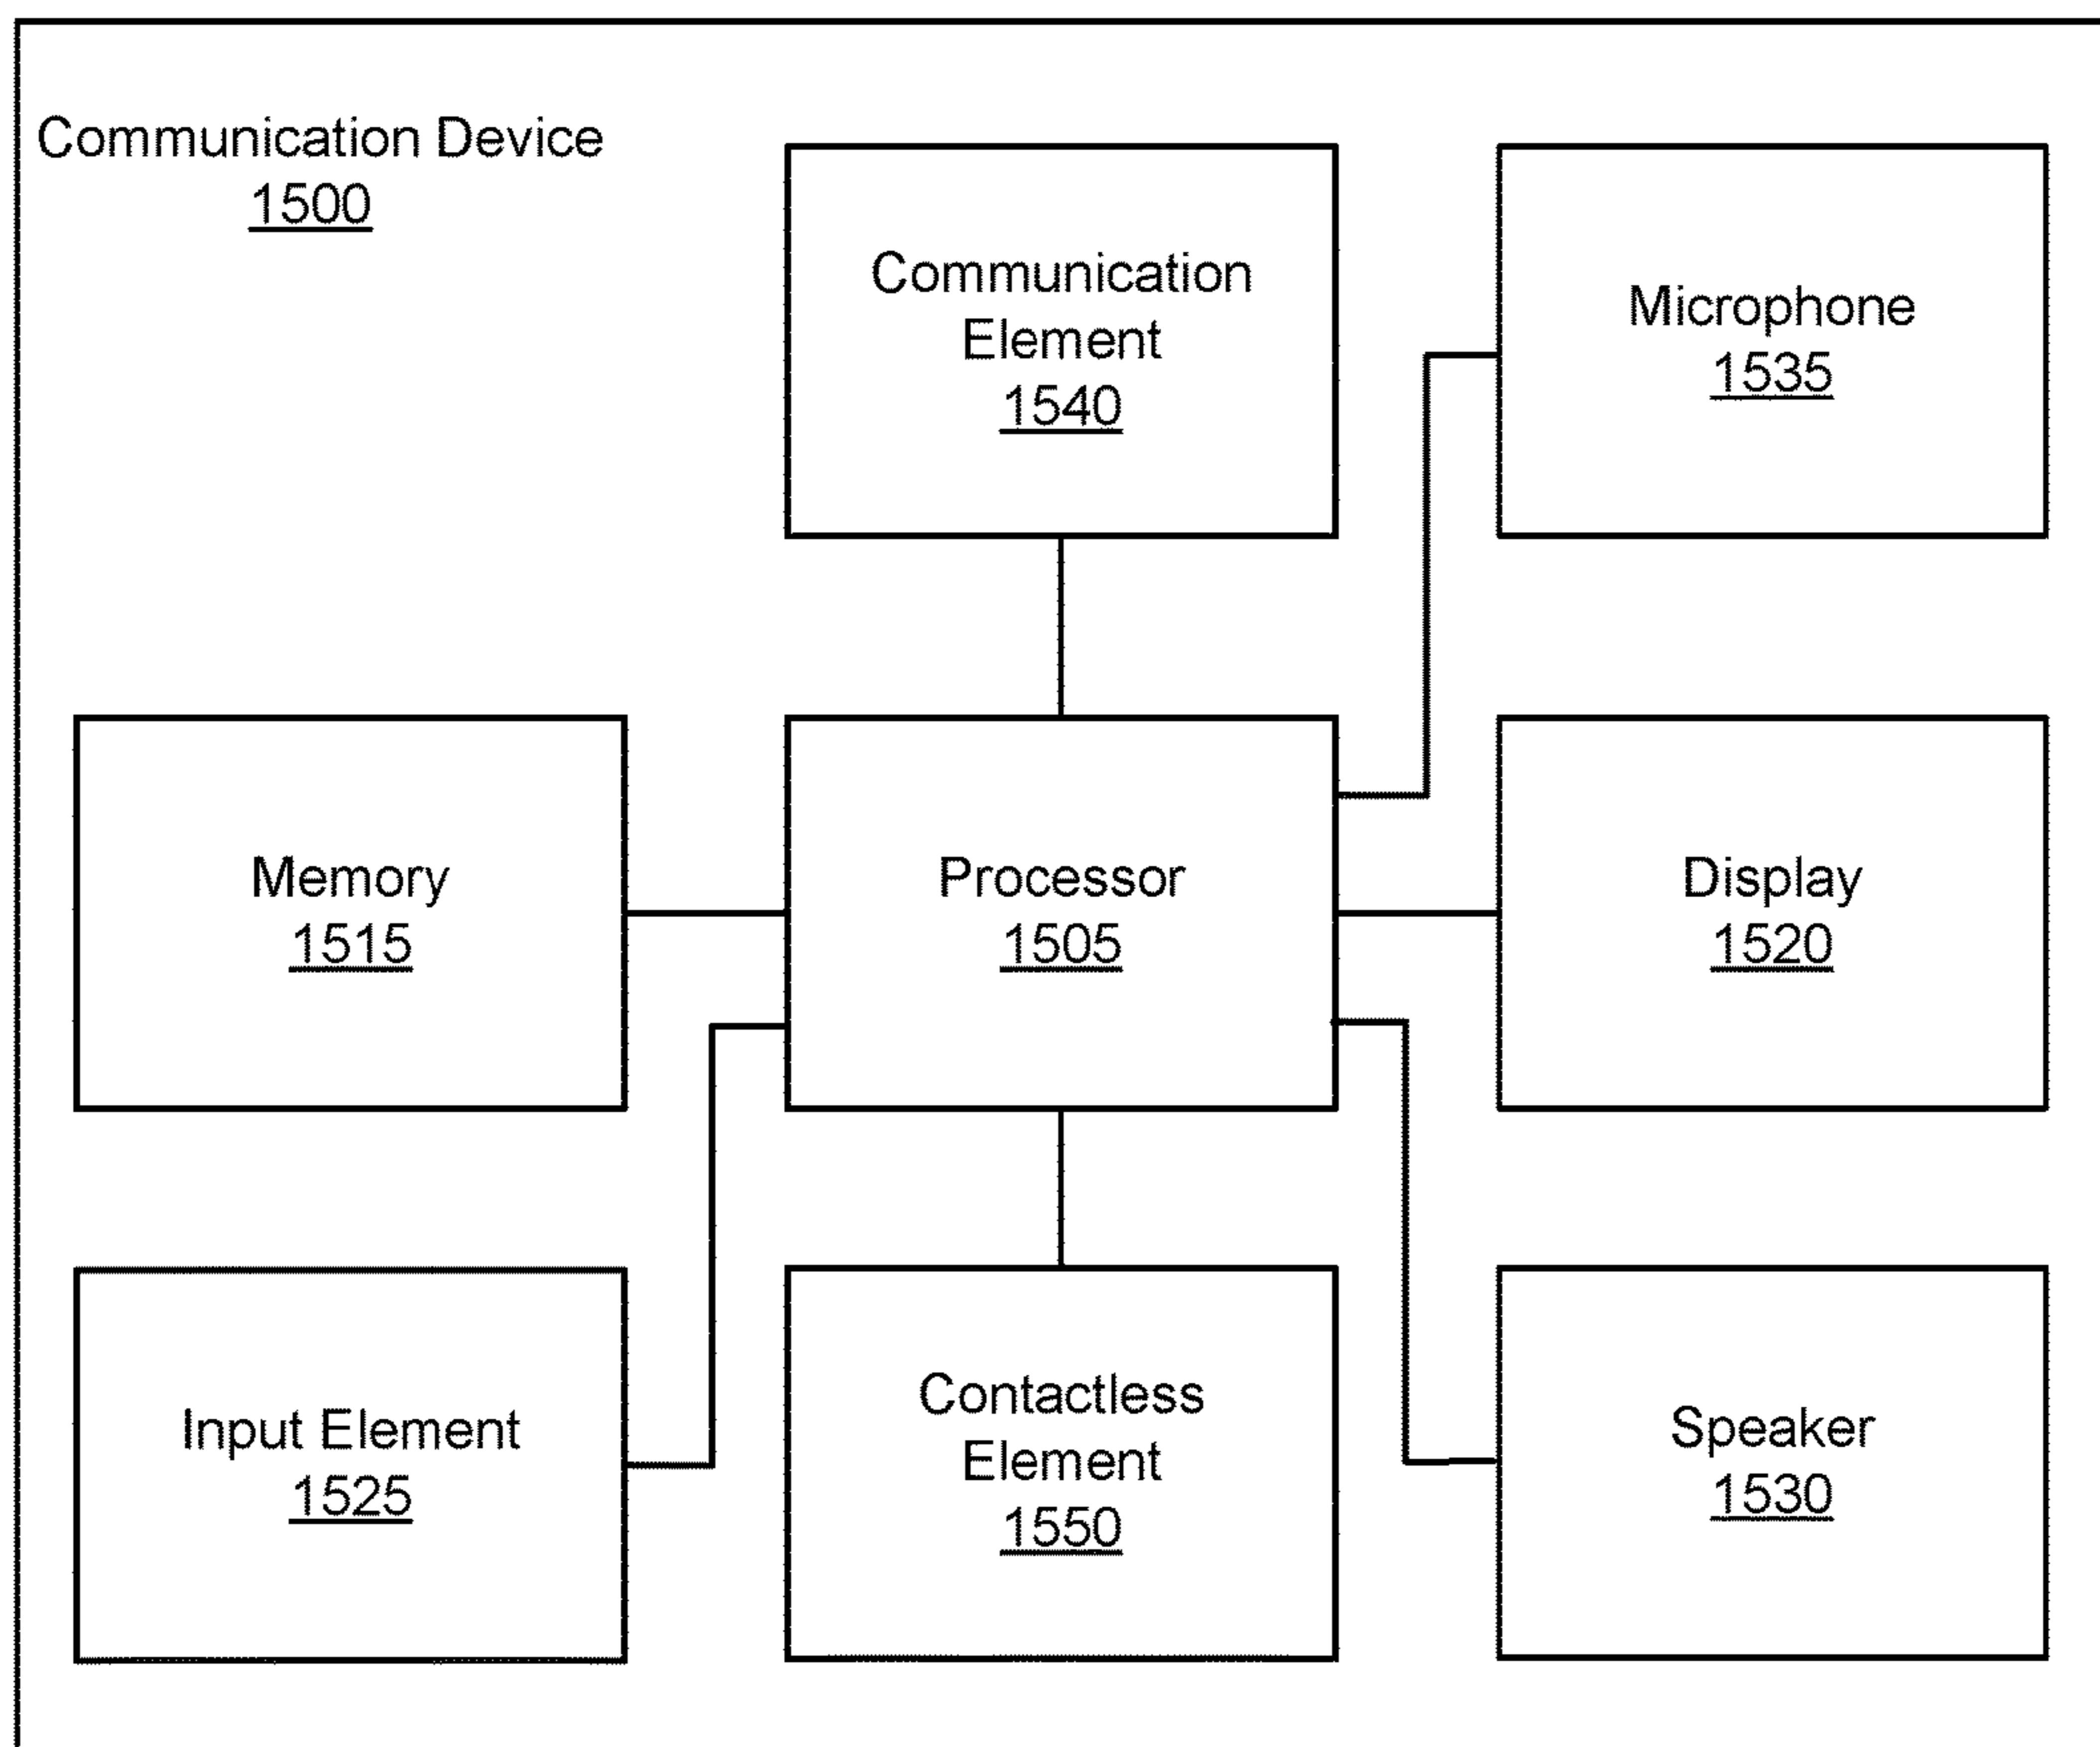 Communication Device
1500
Communication
Element
1540
Microphone
1535
Memory
1515
Processor
1505
Display
1520
Input Element
1525
Contactless
Element
1550
Speaker
1530